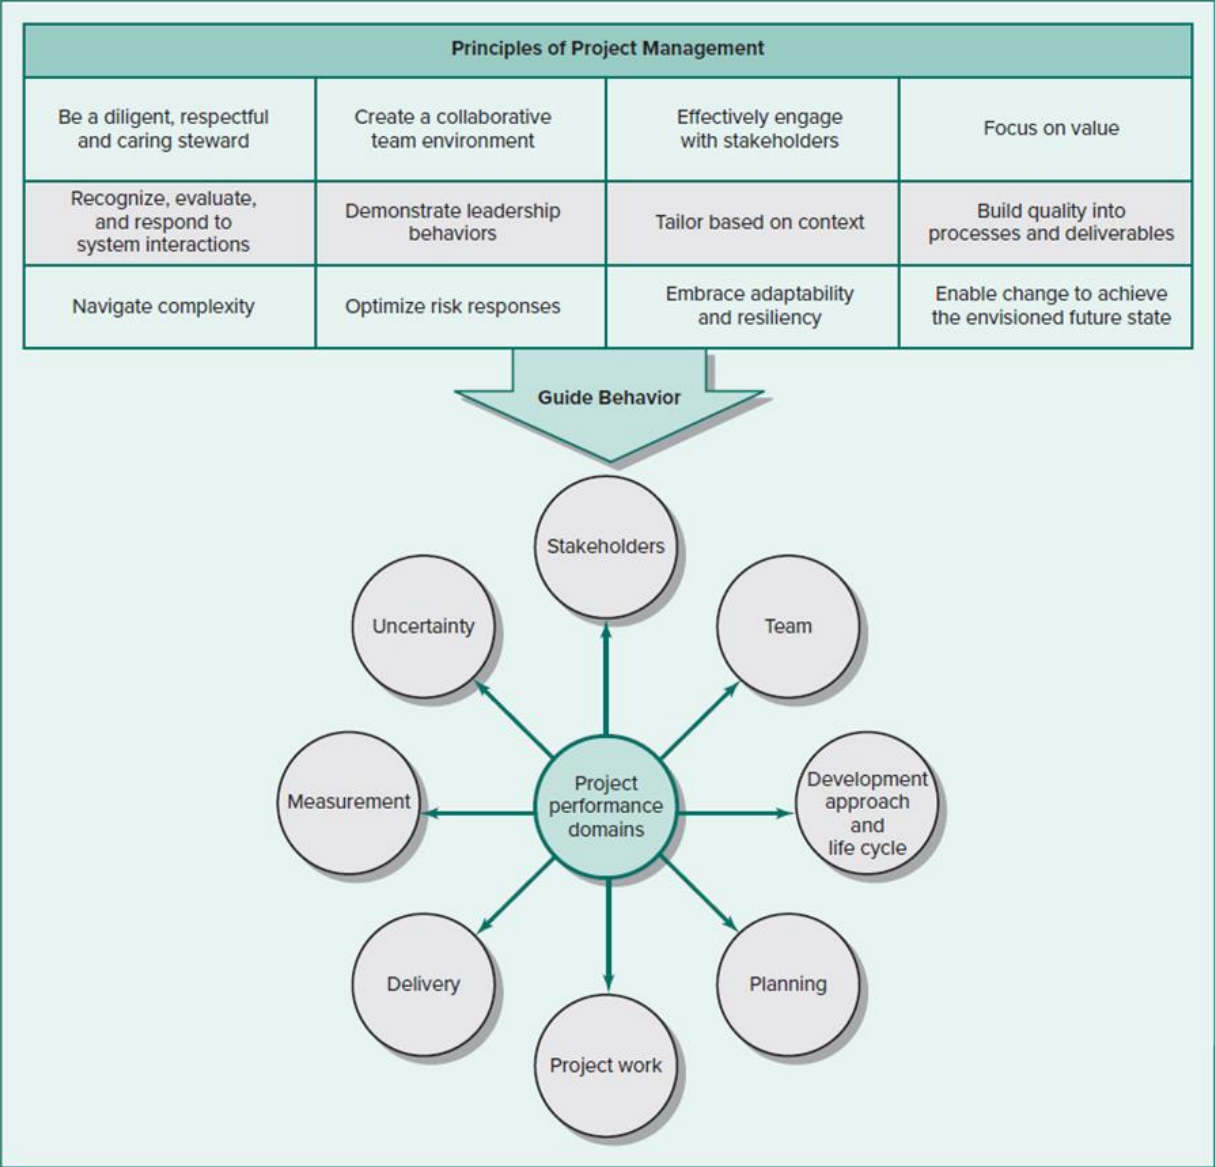 Principles of Project Management
Be a diligent, respectful
and caring steward
Create a collaborative
team environment
Effectively engage
with stakeholders
Focus on value
Recognize, evaluate,
and respond to
system interactions
Demonstrate leadership
behaviors
Tailor based on context
Build quality into
processes and deliverables
Navigate complexity
Optimize risk responses
Embrace adaptability
and resiliency
Enable change to achieve
the envisioned future state
Guide Behavior
Stakeholders
Uncertainty
Team
Measurement
Project
performance
domains
Development
approach
and
life cycle
Delivery
Planning
Project work